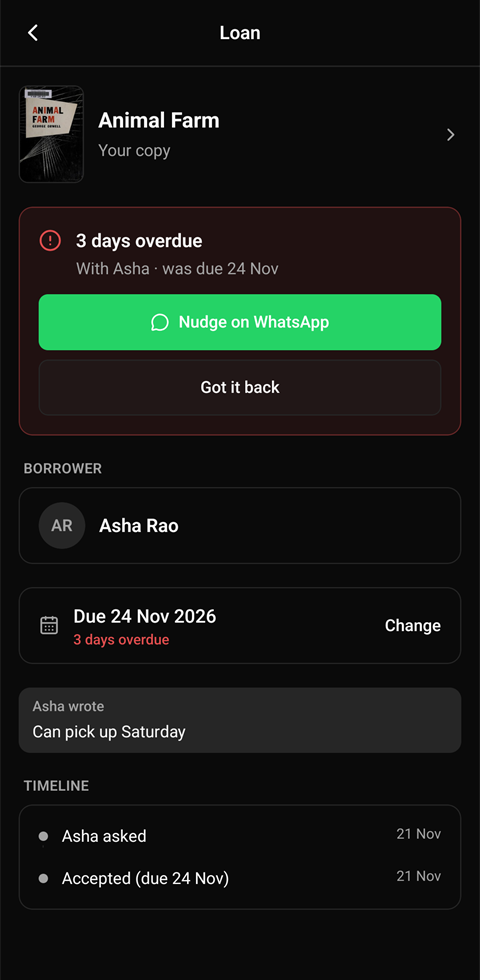 Loan
ANIMAL
FARM
GEORGE ORWELL
Animal Farm
Your copy
3 days overdue
With Asha · was due 24 Nov
Nudge on WhatsApp
Got it back
BORROWER
AR
Asha Rao
Due 24 Nov 2026
3 days overdue
Change
Asha wrote
Can pick up Saturday
TIMELINE
Asha asked
21 Nov
Accepted (due 24 Nov)
21 Nov